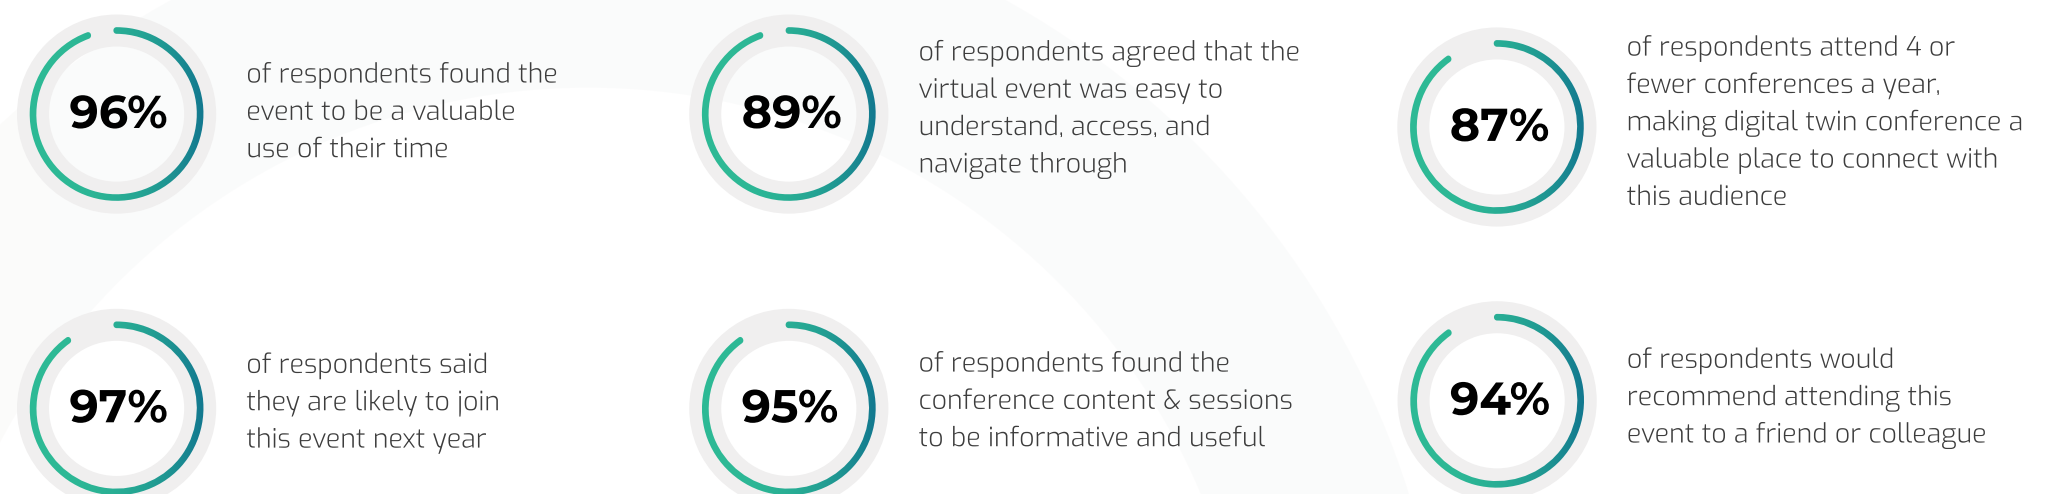 96%
of respondents found the
event to be a valuable
use of their time
89%
of respondents agreed that the
virtual event was easy to
understand, access, and
navigate through
87%
of respondents attend 4 or
fewer conferences a year,
making digital twin conference a
valuable place to connect with
this audience
97%
of respondents said
they are likely to join
this event next year
95%
of respondents found the
conference content & sessions
to be informative and useful
94%
of respondents would
recommend attending this
event to a friend or colleague